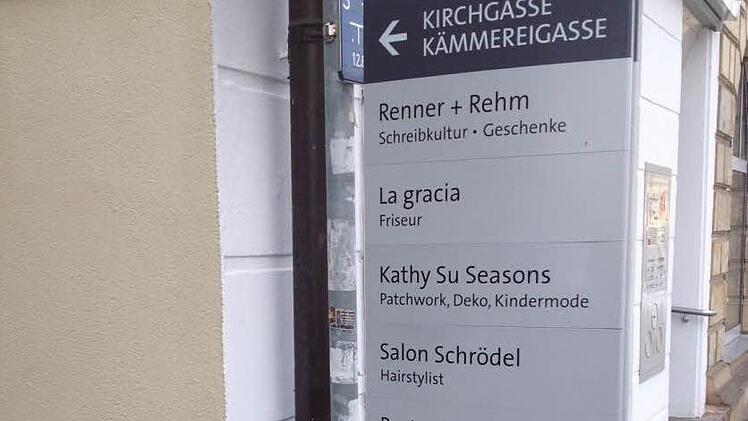 KIRCHGASSE
KÄMMEREIGASSE
Renner + Rehm
Schreibkultur • Geschenke
La gracia
Friseur
Kathy Su Seasons
Patchwork, Deko, Kindermode
Salon Schrödel
Hairstylist